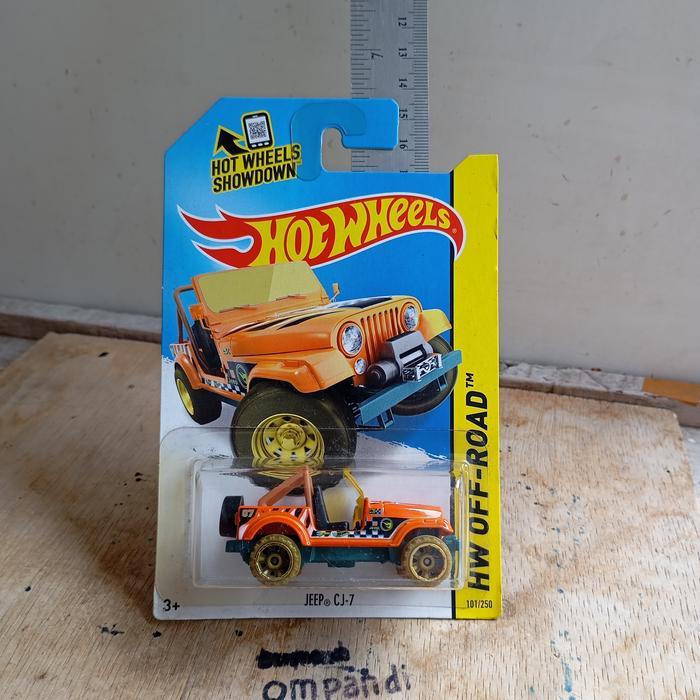 12
13
14
15
HOT WHEELS
SHOWDOWN
HOT WHEELS®
HW OFF-ROAD™
67
3+
JEEP® CJ-7
101/250
ompandi